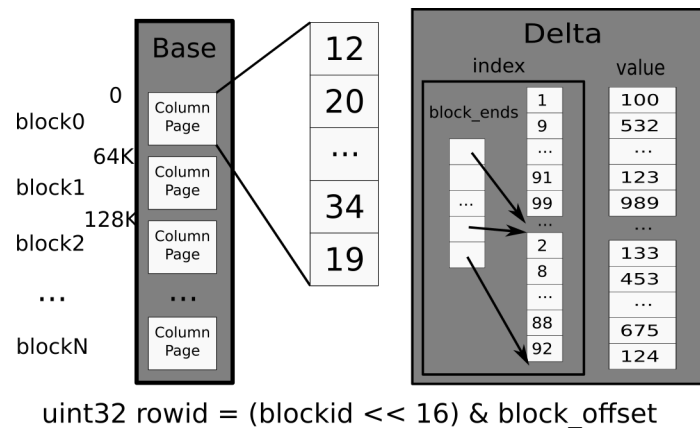 Base
0
block0
Column
Page
64K
block1
Column
Page
128K
block2
Column
Page
...
...
blockN
Column
Page
12
20
...
34
19
Delta
index
value
block_ends
...
1
9
...
91
99
...
2
8
...
88
92
100
532
...
123
989
...
133
453
...
675
124
uint32 rowid = (blockid << 16) & block_offset